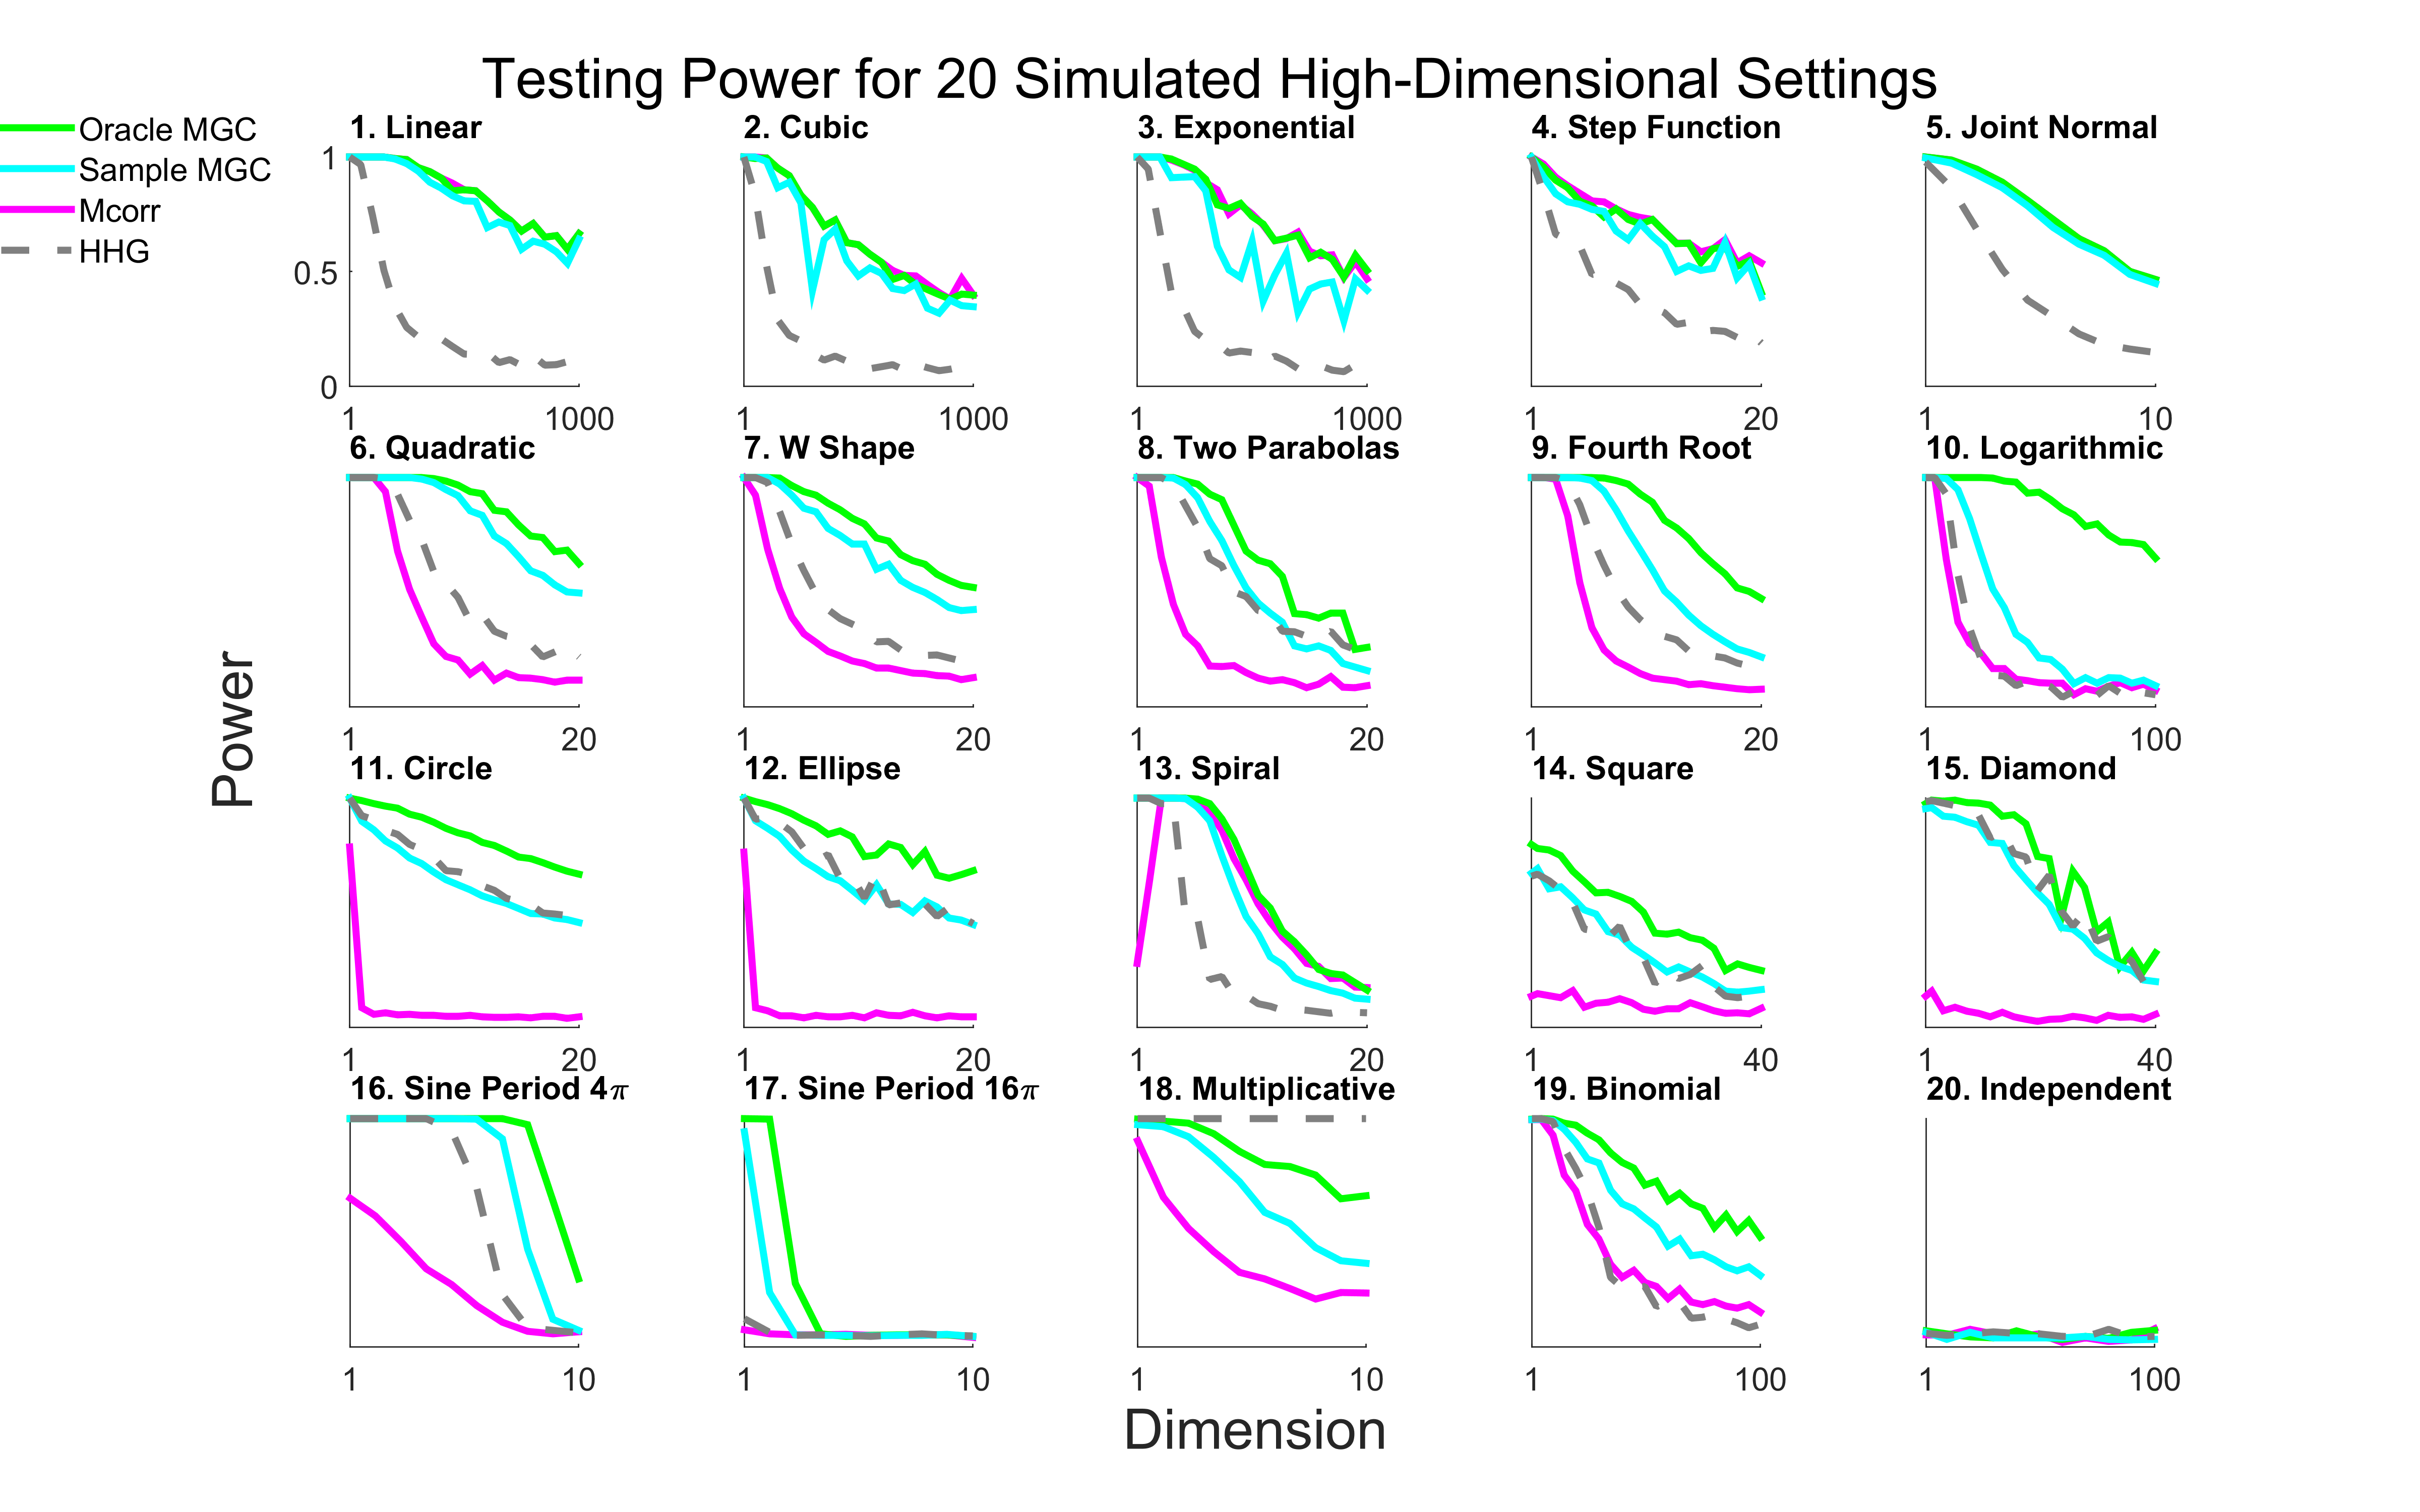 Testing Power for 20 Simulated High-Dimensional Settings
Oracle MGC
Sample MGC
Mcorr
HHG
1. Linear
2. Cubic
3. Exponential
4. Step Function
5. Joint Normal
1
0.5
0
1 1000
1 1000
1 1000
1 20
1 10
6. Quadratic
7. W Shape
8. Two Parabolas
9. Fourth Root
10. Logarithmic
1 20
1 20
1 20
1 20
1 100
Power
11. Circle
12. Ellipse
13. Spiral
14. Square
15. Diamond
1 20
1 20
1 20
1 40
1 40
16. Sine Period 4π
17. Sine Period 16π
18. Multiplicative
19. Binomial
20. Independent
1 10
1 10
1 10
1 100
1 100
Dimension